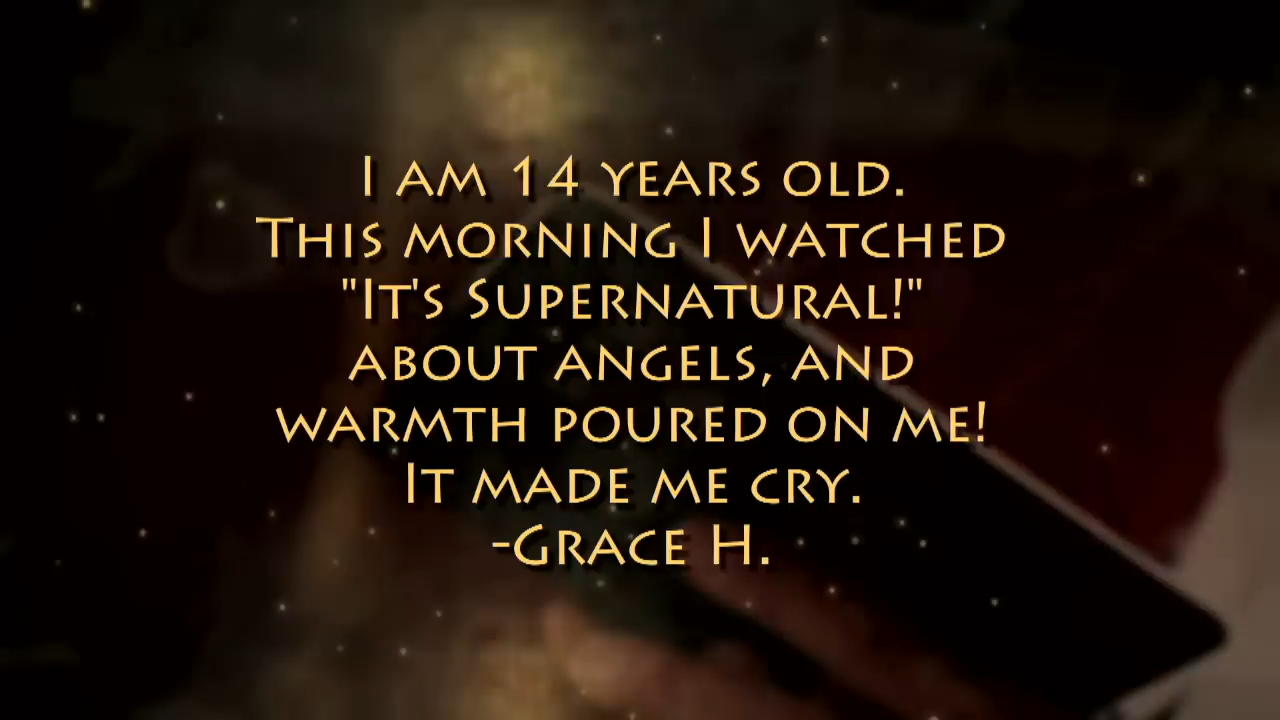 I AM 14 YEARS OLD.
THIS MORNING I WATCHED
"IT'S SUPERNATURAL!"
ABOUT ANGELS, AND
WARMTH POURED ON ME!
IT MADE ME CRY.
-GRACE H.